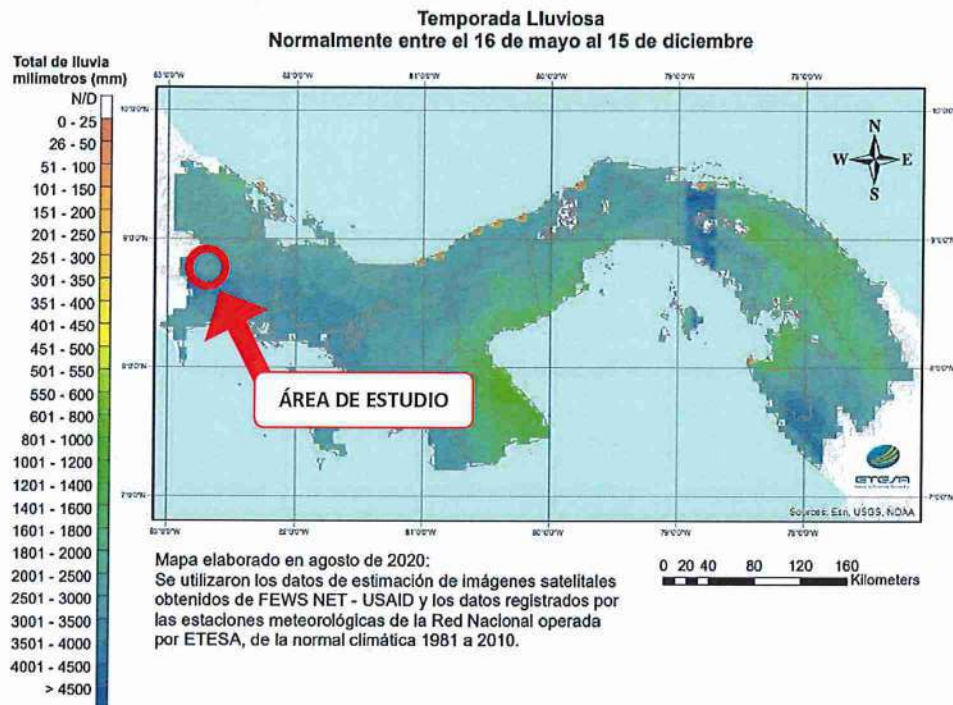 Temporada Lluviosa
Normalmente entre el 16 de mayo al 15 de diciembre
Total de lluvia
milímetros (mm)
N/D
0 - 25
26 - 50
51 - 100
101 - 150
151 - 200
201 - 250
251 - 300
301 - 350
351 - 400
401 - 450
451 - 500
501 - 550
550 - 600
601 - 800
801 - 1000
1001 - 1200
1201 - 1400
1401 - 1600
1601 - 1800
1801 - 2000
2001 - 2500
2501 - 3000
3001 - 3500
3501 - 4000
4001 - 4500
> 4500
N
W E
S
ÁREA DE ESTUDIO
ETESA
Sources: Esri, USGS, NOAA
Mapa elaborado en agosto de 2020:
Se utilizaron los datos de estimación de imágenes satelitales
obtenidos de FEWS NET - USAID y los datos registrados por
las estaciones meteorológicas de la Red Nacional operada
por ETESA, de la normal climática 1981 a 2010.
0 20 40 80 120 160
Kilometers